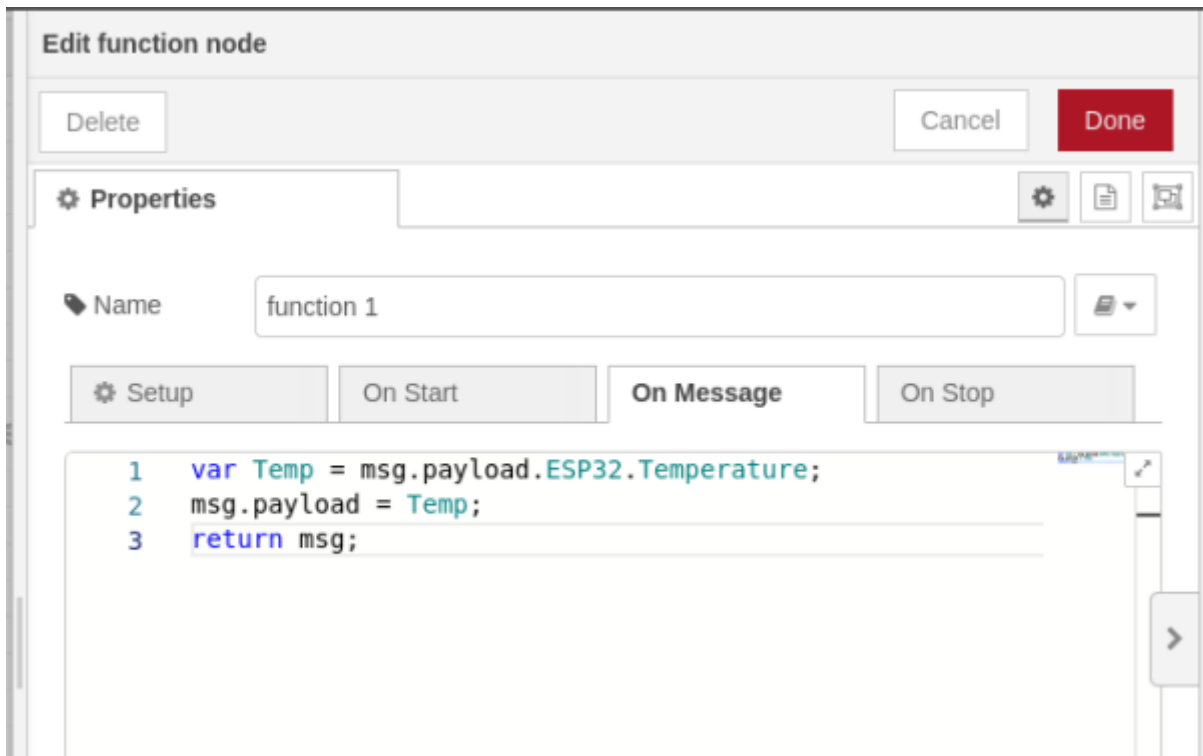 Edit function node
Delete
Cancel
Done
Properties
Name
function 1
Setup
On Start
On Message
On Stop
1 var Temp = msg.payload.ESP32.Temperature;
2 msg.payload = Temp;
3 return msg;